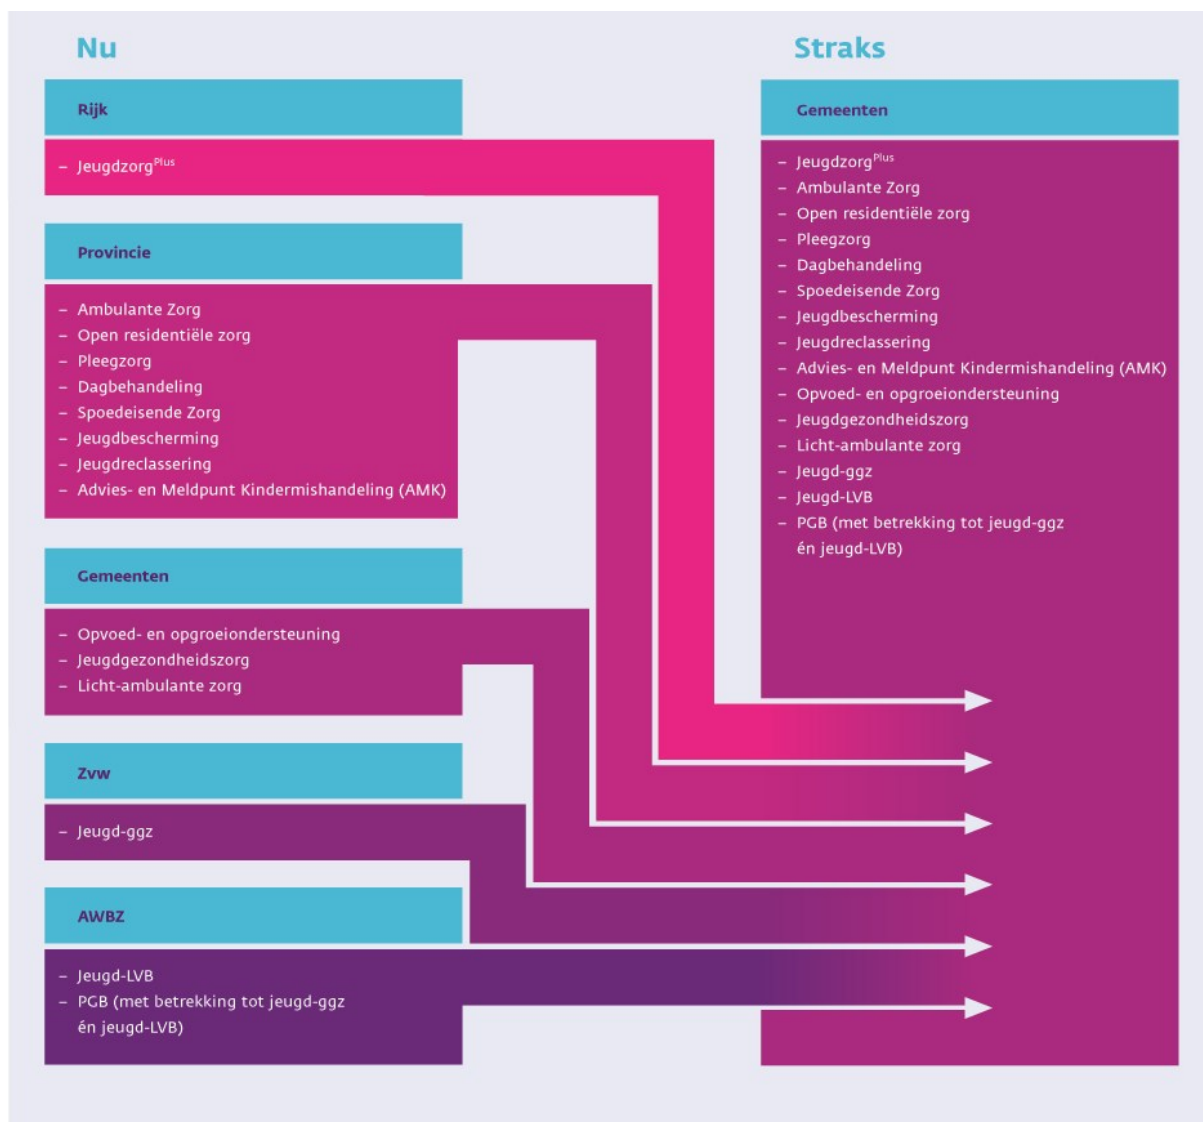 Nu
Rijk
– Jeugdzorg^Plus
Provincie
– Ambulante Zorg
– Open residentiële zorg
– Pleegzorg
– Dagbehandeling
– Spoedeisende Zorg
– Jeugdbescherming
– Jeugdreclassering
– Advies- en Meldpunt Kindermishandeling (AMK)
Gemeenten
– Opvoed- en opgroeiondersteuning
– Jeugdgezondheidszorg
– Licht-ambulante zorg
Zvw
– Jeugd-ggz
AWBZ
– Jeugd-LVB
– PGB (met betrekking tot jeugd-ggz
én jeugd-LVB)
Straks
Gemeenten
– Jeugdzorg^Plus
– Ambulante Zorg
– Open residentiële zorg
– Pleegzorg
– Dagbehandeling
– Spoedeisende Zorg
– Jeugdbescherming
– Jeugdreclassering
– Advies- en Meldpunt Kindermishandeling (AMK)
– Opvoed- en opgroeiondersteuning
– Jeugdgezondheidszorg
– Licht-ambulante zorg
– Jeugd-ggz
– Jeugd-LVB
– PGB (met betrekking tot jeugd-ggz
én jeugd-LVB)